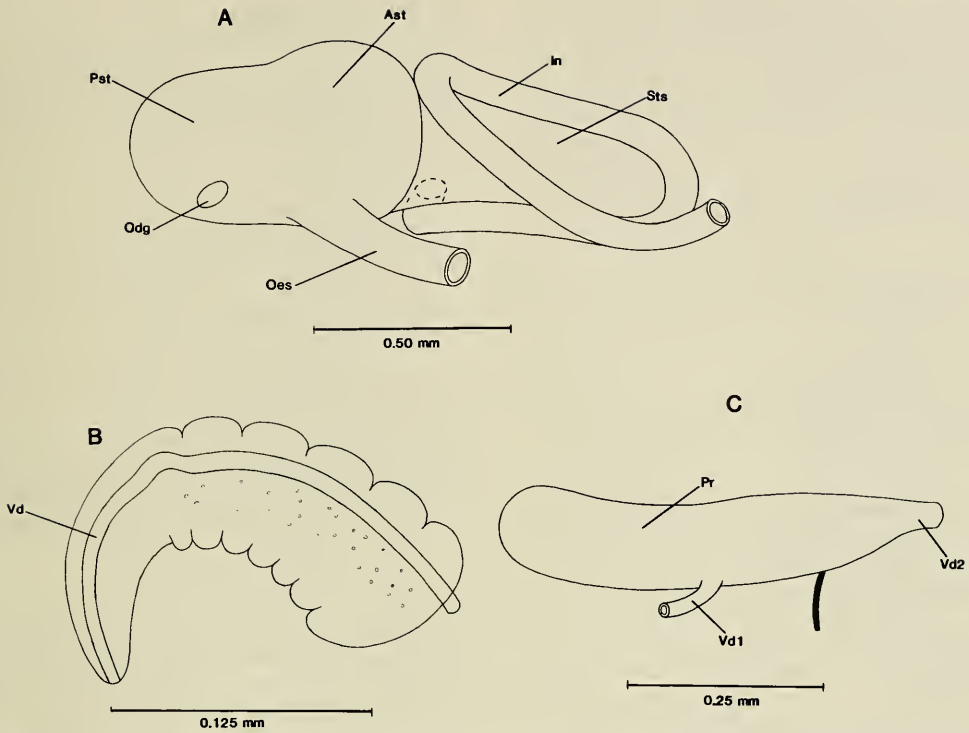 A
Ast
Pst
In
Sts
Odg
Oes
0.50 mm
B
Vd
0.125 mm
C
Pr
Vd2
Vd1
0.25 mm